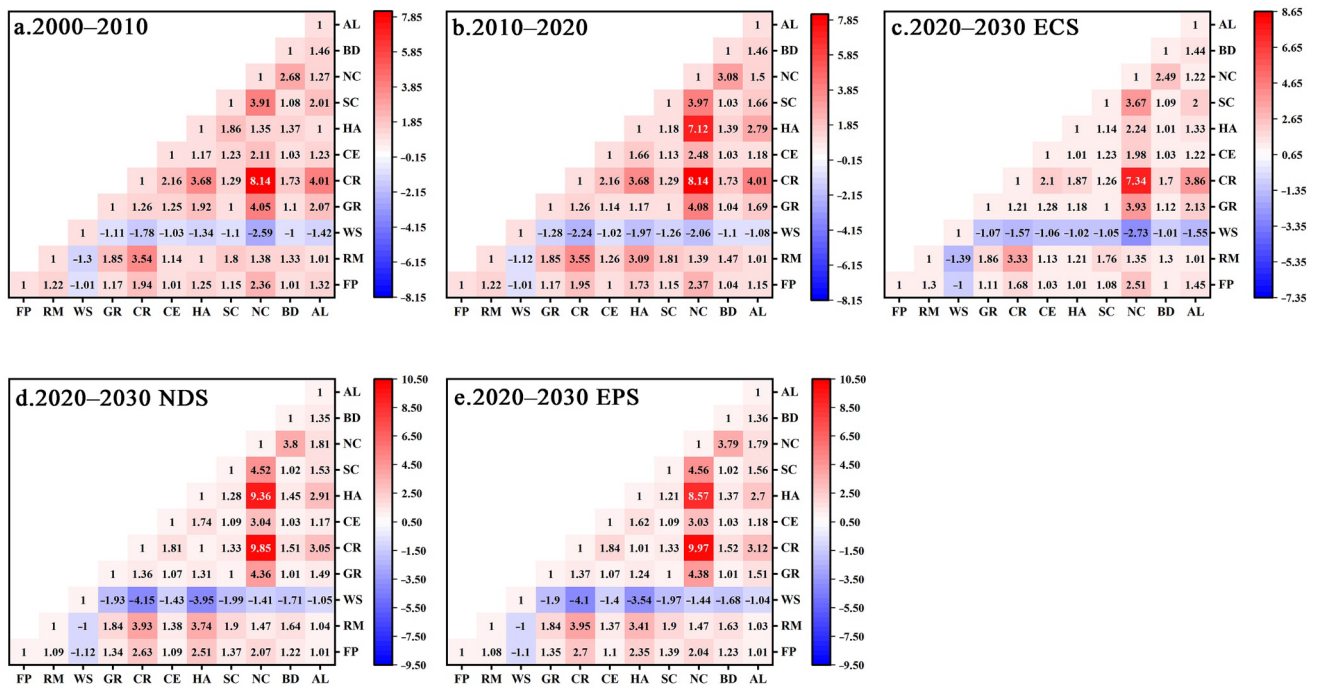 a.2000–2010
1 AL
1 1.46 BD
1 2.68 1.27 NC
1 3.91 1.08 2.01 SC
1 1.86 1.35 1.37 1 HA
1 1.17 1.23 2.11 1.03 1.23 CE
1 2.16 3.68 1.29 8.14 1.73 4.01 CR
1 1.26 1.25 1.92 1 4.05 1.1 2.07 GR
1 –1.11 –1.78 –1.03 –1.34 –1.1 –2.59 –1 –1.42 WS
1 –1.3 1.85 3.54 1.14 1 1.8 1.38 1.33 1.01 RM
1 1.22 –1.01 1.17 1.94 1.01 1.25 1.15 2.36 1.01 1.32 FP
FP RM WS GR CR CE HA SC NC BD AL
7.85
5.85
3.85
1.85
–0.15
–2.15
–4.15
–6.15
–8.15
b.2010–2020
1 AL
1 1.46 BD
1 3.08 1.5 NC
1 3.97 1.03 1.66 SC
1 1.18 7.12 1.39 2.79 HA
1 1.66 1.13 2.48 1.03 1.18 CE
1 2.16 3.68 1.29 8.14 1.73 4.01 CR
1 1.26 1.14 1.17 1 4.08 1.04 1.69 GR
1 –1.28 –2.24 –1.02 –1.97 –1.26 –2.06 –1.1 –1.08 WS
1 –1.12 1.85 3.55 1.26 3.09 1.81 1.39 1.47 1.01 RM
1 1.22 –1.01 1.17 1.95 1 1.73 1.15 2.37 1.04 1.15 FP
FP RM WS GR CR CE HA SC NC BD AL
7.85
5.85
3.85
1.85
–0.15
–2.15
–4.15
–6.15
–8.15
c.2020–2030 ECS
1 AL
1 1.44 BD
1 2.49 1.22 NC
1 3.67 1.09 2 SC
1 1.14 2.24 1.01 1.33 HA
1 1.01 1.23 1.98 1.03 1.22 CE
1 2.1 1.87 1.26 7.34 1.7 3.86 CR
1 1.21 1.28 1.18 1 3.93 1.12 2.13 GR
1 –1.07 –1.57 –1.06 –1.02 –1.05 –2.73 –1.01 –1.55 WS
1 –1.39 1.86 3.33 1.13 1.21 1.76 1.35 1.3 1.01 RM
1 1.3 –1 1.11 1.68 1.03 1.01 1.08 2.51 1 1.45 FP
FP RM WS GR CR CE HA SC NC BD AL
8.65
6.65
4.65
2.65
0.65
–1.35
–3.35
–5.35
–7.35
d.2020–2030 NDS
1 AL
1 1.35 BD
1 3.8 1.81 NC
1 4.52 1.02 1.53 SC
1 1.28 9.36 1.45 2.91 HA
1 1.74 1.09 3.04 1.03 1.17 CE
1 1.81 1 1.33 9.85 1.51 3.05 CR
1 1.36 1.07 1.31 1 4.36 1.01 1.49 GR
1 –1.93 –4.15 –1.43 –3.95 –1.99 –1.41 –1.71 –1.05 WS
1 –1 1.84 3.93 1.38 3.74 1.9 1.47 1.64 1.04 RM
1 1.09 –1.12 1.34 2.63 1.09 2.51 1.37 2.07 1.22 1.01 FP
FP RM WS GR CR CE HA SC NC BD AL
10.50
8.50
6.50
4.50
2.50
0.50
–1.50
–3.50
–5.50
–7.50
–9.50
e.2020–2030 EPS
1 AL
1 1.36 BD
1 3.79 1.79 NC
1 4.56 1.02 1.56 SC
1 1.21 8.57 1.37 2.7 HA
1 1.62 1.09 3.03 1.03 1.18 CE
1 1.84 1.01 1.33 9.97 1.52 3.12 CR
1 1.37 1.07 1.24 1 4.38 1.01 1.51 GR
1 –1.9 –4.1 –1.4 –3.54 –1.97 –1.44 –1.68 –1.04 WS
1 –1 1.84 3.95 1.37 3.41 1.9 1.47 1.63 1.03 RM
1 1.08 –1.1 1.35 2.7 1.1 2.35 1.39 2.04 1.23 1.01 FP
FP RM WS GR CR CE HA SC NC BD AL
10.50
8.50
6.50
4.50
2.50
0.50
–1.50
–3.50
–5.50
–7.50
–9.50